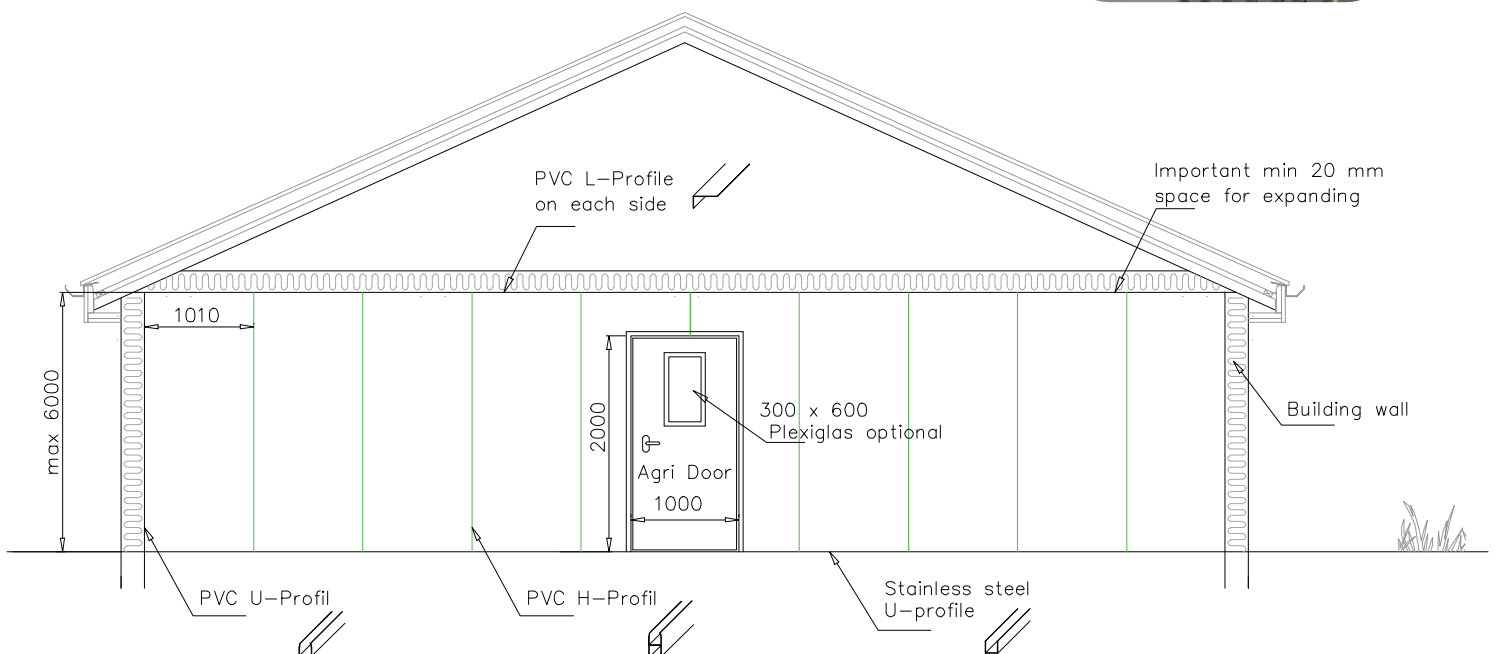 PVC L-Profile
on each side
Important min 20 mm
space for expanding
1010
max 6000
2000
300 x 600
Plexiglas optional
Building wall
Agri Door
1000
PVC U-Profil
PVC H-Profil
Stainless steel
U-profile